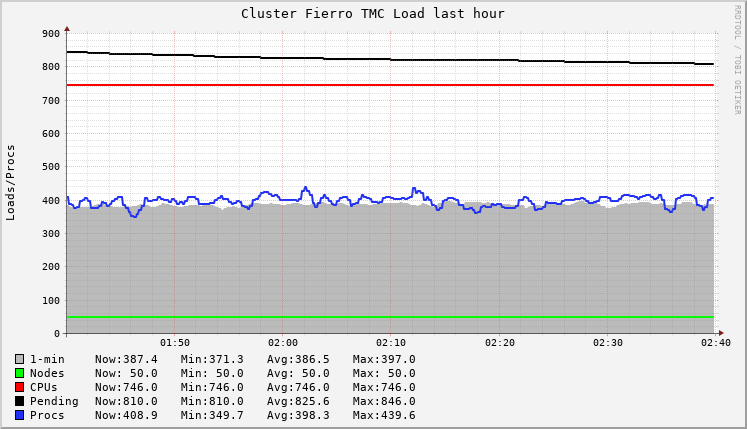 Cluster Fierro TMC Load last hour
RRDTOOL / TOBI OETIKER
Loads/Procs
900
800
700
600
500
400
300
200
100
0
01:50 02:00 02:10 02:20 02:30 02:40
1-min Now:387.4 Min:371.3 Avg:386.5 Max:397.0
Nodes Now: 50.0 Min: 50.0 Avg: 50.0 Max: 50.0
CPUs Now:746.0 Min:746.0 Avg:746.0 Max:746.0
Pending Now:810.0 Min:810.0 Avg:825.6 Max:846.0
Procs Now:408.9 Min:349.7 Avg:398.3 Max:439.6